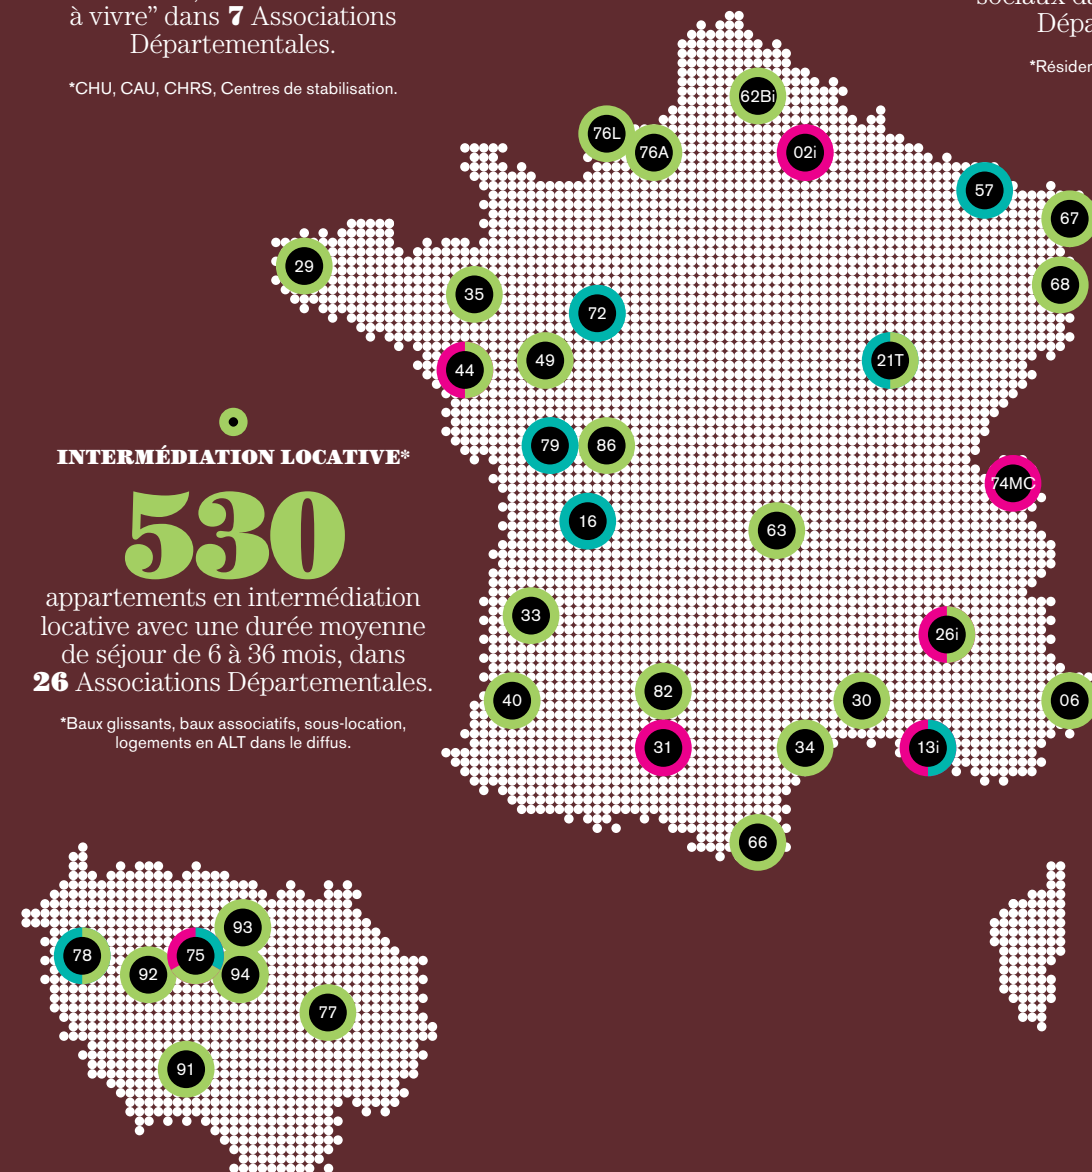 à vivre” dans 7 Associations
Départementales.
*CHU, CAU, CHRS, Centres de stabilisation.
*Résiden
62Bi
76L
76A
02i
57
67
29
35
68
72
49
44
21T
79
86
74MC
16
63
33
26i
40
82
30
06
31
34
13i
66
INTERMÉDIATION LOCATIVE*
530
appartements en intermédiation
locative avec une durée moyenne
de séjour de 6 à 36 mois, dans
26 Associations Départementales.
*Baux glissants, baux associatifs, sous-location,
logements en ALT dans le diffus.
93
78
75
92
94
77
91